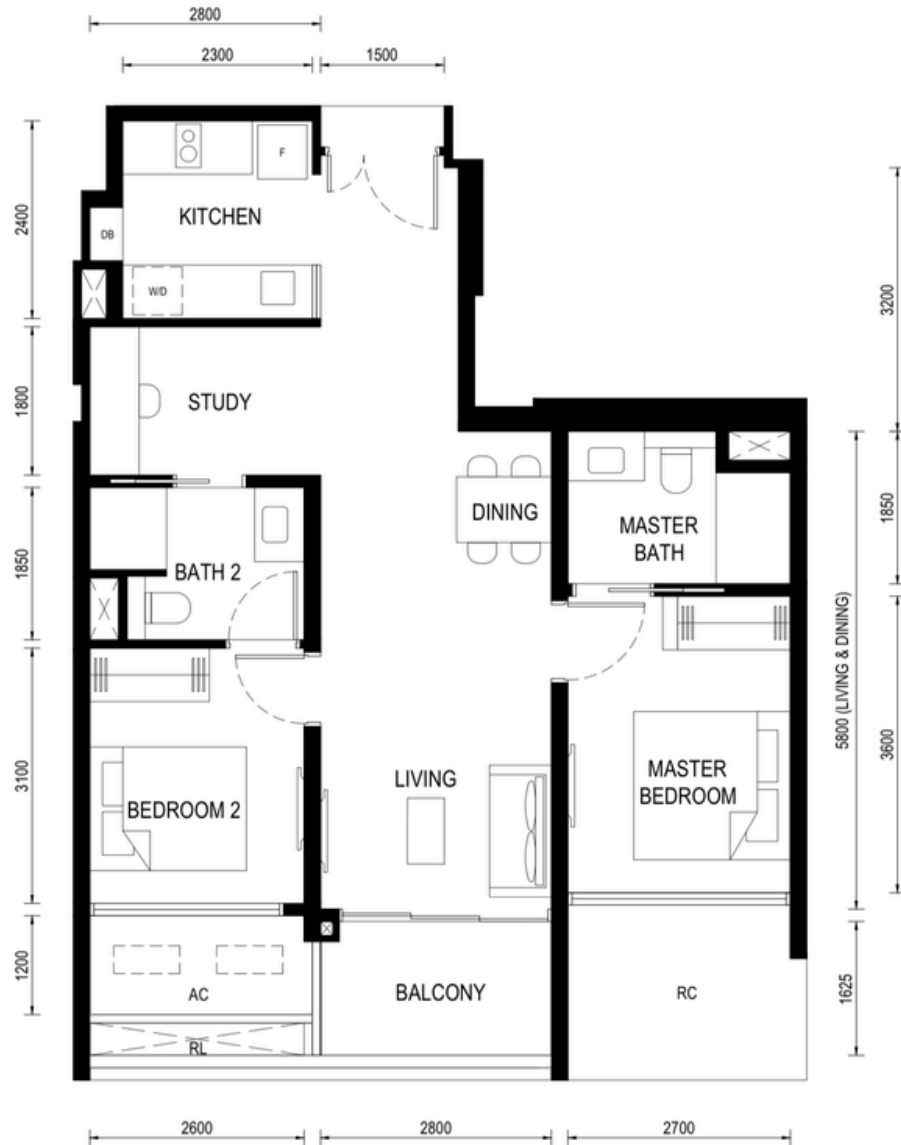 2800
2300
1500
F
KITCHEN
DB
W/D
2400
3200
STUDY
1800
DINING
MASTER
BATH
1850
BATH 2
1850
5800 (LIVING & DINING)
3600
LIVING
MASTER
BEDROOM
BEDROOM 2
3100
AC
BALCONY
RC
1200
1625
RL
2600
2800
2700